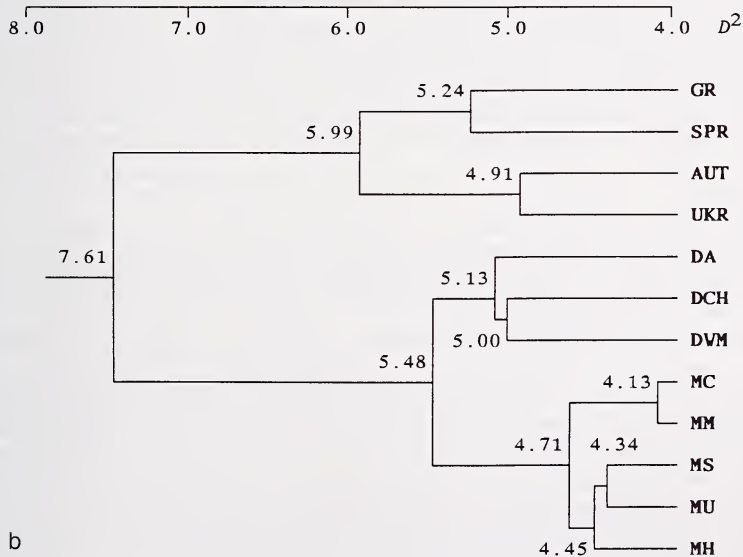 8.0 7.0 6.0 5.0 4.0 D²
5.24 GR
5.99 SPR
4.91 AUT
UKR
7.61 DA
5.13 DCH
5.00 DWM
5.48 4.13 MC
MM
4.71 4.34 MS
MU
b 4.45 MH